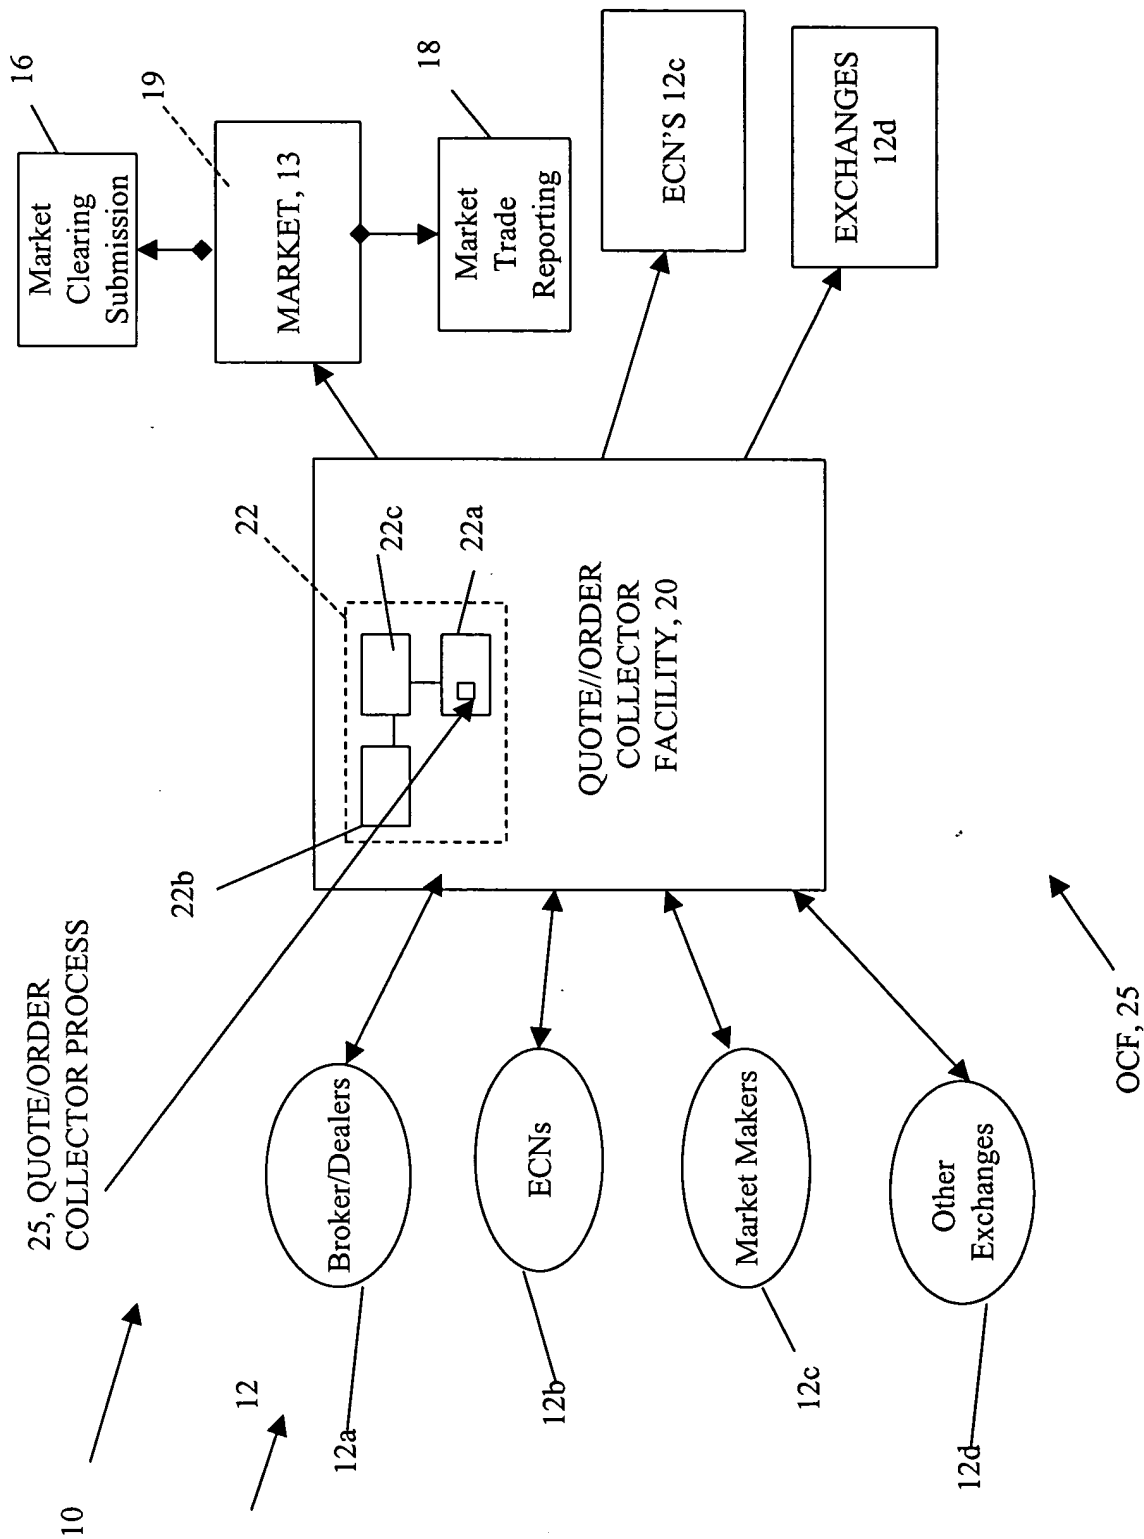 10
25, QUOTE/ORDER
COLLECTOR PROCESS
12
12a
Broker/Dealers
12b
ECNs
12c
Market Makers
12d
Other
Exchanges
22b
22
22c
22a
QUOTE//ORDER
COLLECTOR
FACILITY, 20
OCF, 25
16
Market
Clearing
Submission
19
MARKET, 13
18
Market
Trade
Reporting
ECN'S 12c
EXCHANGES
12d